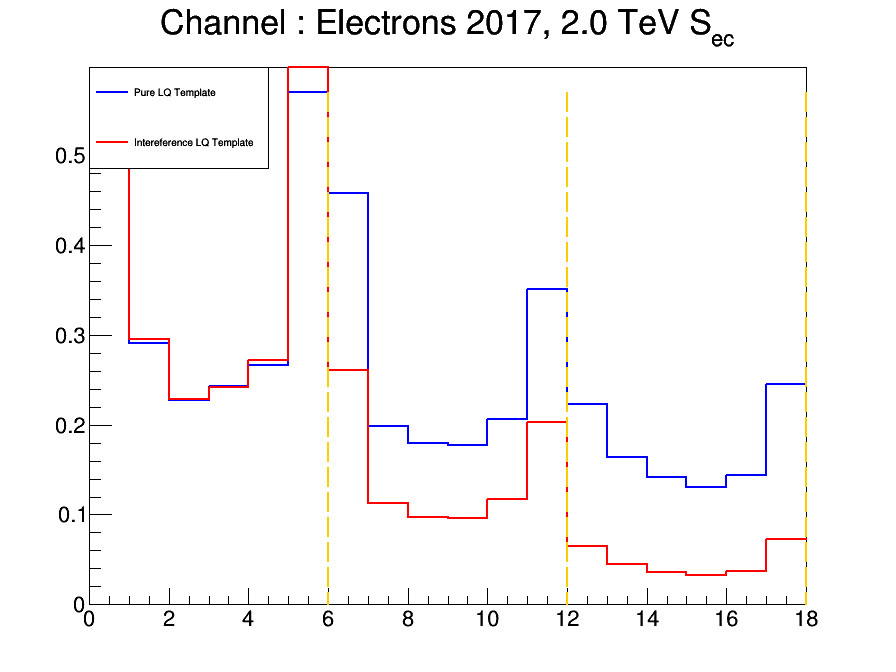 Channel : Electrons 2017, 2.0 TeV Sec
Pure LQ Template
Intereference LQ Template
0.5
0.4
0.3
0.2
0.1
0
0 2 4 6 8 10 12 14 16 18